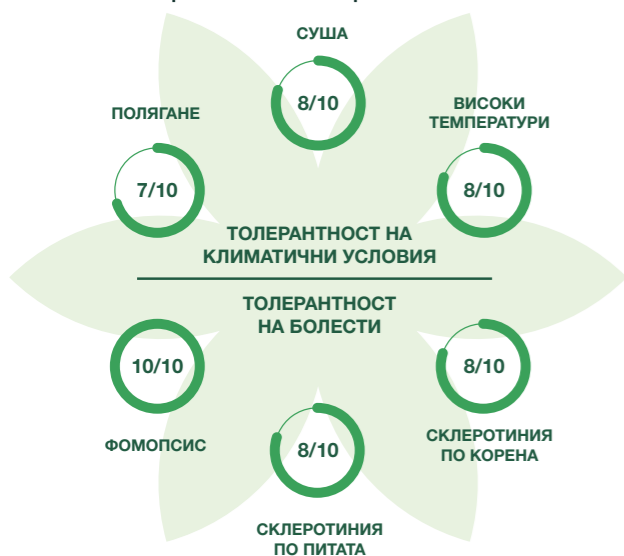 СУША
8/10
ПОЛЯГАНЕ
7/10
ВИСОКИ
ТЕМПЕРАТУРИ
8/10
ТОЛЕРАНТНОСТ НА
КЛИМАТИЧНИ УСЛОВИЯ
ТОЛЕРАНТНОСТ
НА БОЛЕСТИ
10/10
ФОМОПСИС
8/10
СКЛЕРОТИНИЯ
ПО КОРЕНА
8/10
СКЛЕРОТИНИЯ
ПО ПИТАТА